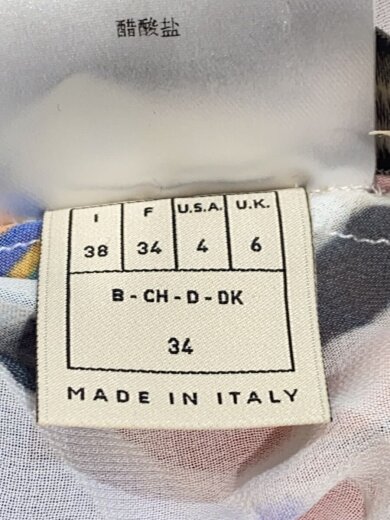 醋酸盐
I F U.S.A. U.K.
38 34 4 6
B - CH - D - DK
34
MADE IN ITALY